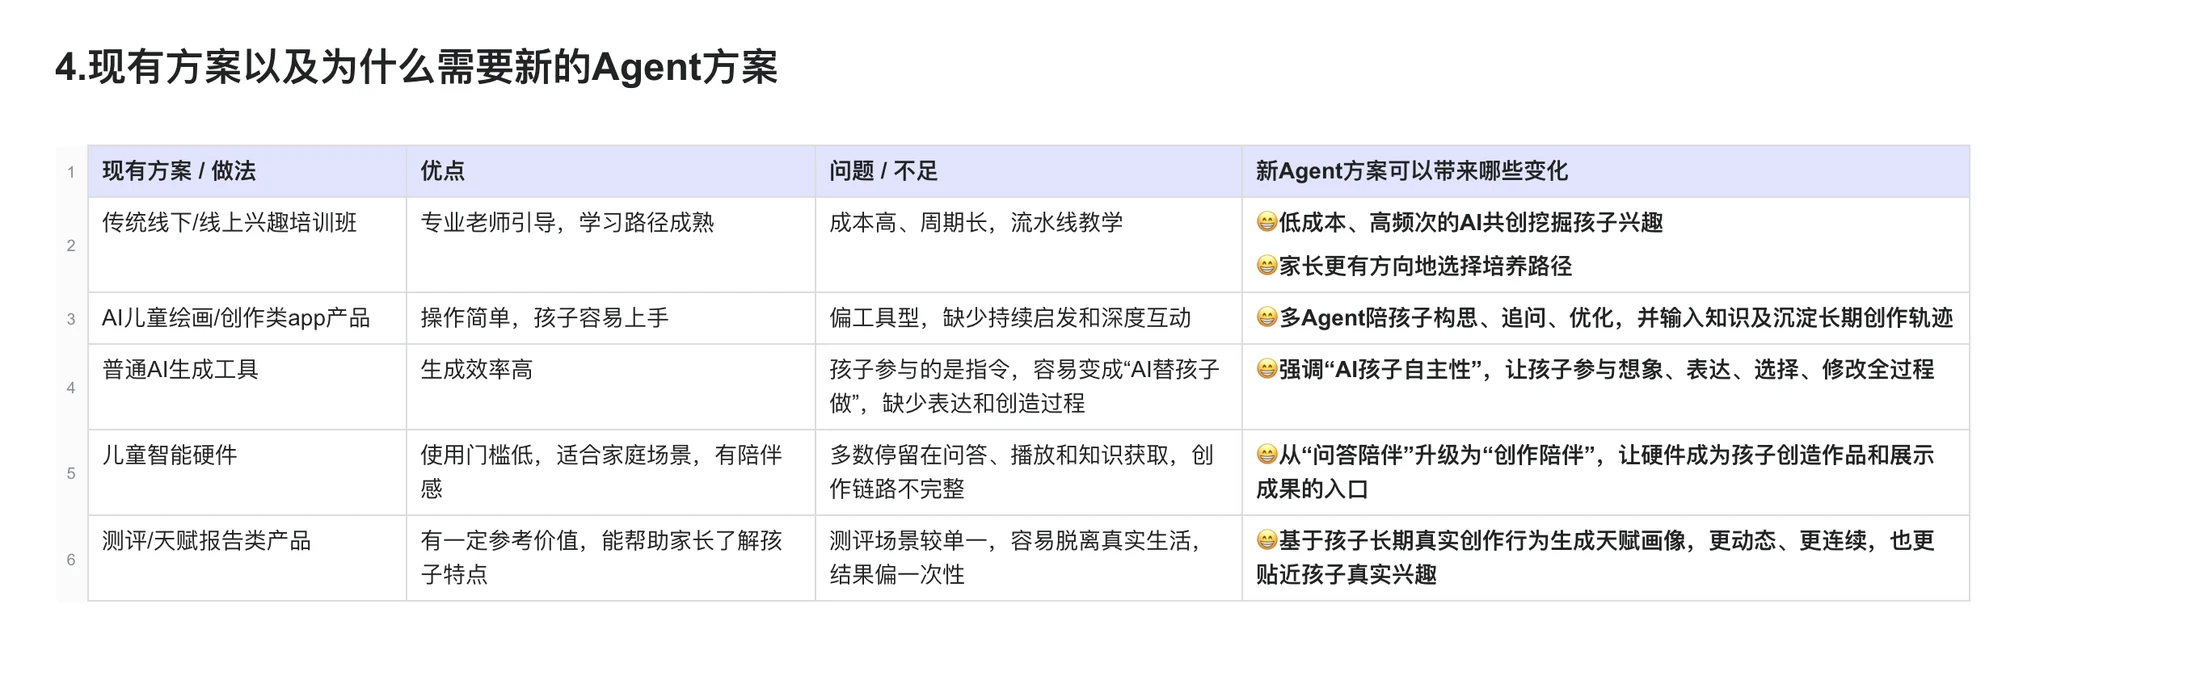 4.现有方案以及为什么需要新的Agent方案
1
现有方案 / 做法
优点
问题 / 不足
新Agent方案可以带来哪些变化
2
传统线下/线上兴趣培训班
专业老师引导，学习路径成熟
成本高、周期长，流水线教学
😁低成本、高频次的AI共创挖掘孩子兴趣
😁家长更有方向地选择培养路径
3
AI儿童绘画/创作类app产品
操作简单，孩子容易上手
偏工具型，缺少持续启发和深度互动
😁多Agent陪孩子构思、追问、优化，并输入知识及沉淀长期创作轨迹
4
普通AI生成工具
生成效率高
孩子参与的是指令，容易变成“AI替孩子
做”，缺少表达和创造过程
😁强调“AI孩子自主性”，让孩子参与想象、表达、选择、修改全过程
5
儿童智能硬件
使用门槛低，适合家庭场景，有陪伴
感
多数停留在问答、播放和知识获取，创
作链路不完整
😁从“问答陪伴”升级为“创作陪伴”，让硬件成为孩子创造作品和展示
成果的入口
6
测评/天赋报告类产品
有一定参考价值，能帮助家长了解孩
子特点
测评场景较单一，容易脱离真实生活，
结果偏一次性
😁基于孩子长期真实创作行为生成天赋画像，更动态、更连续，也更
贴近孩子真实兴趣